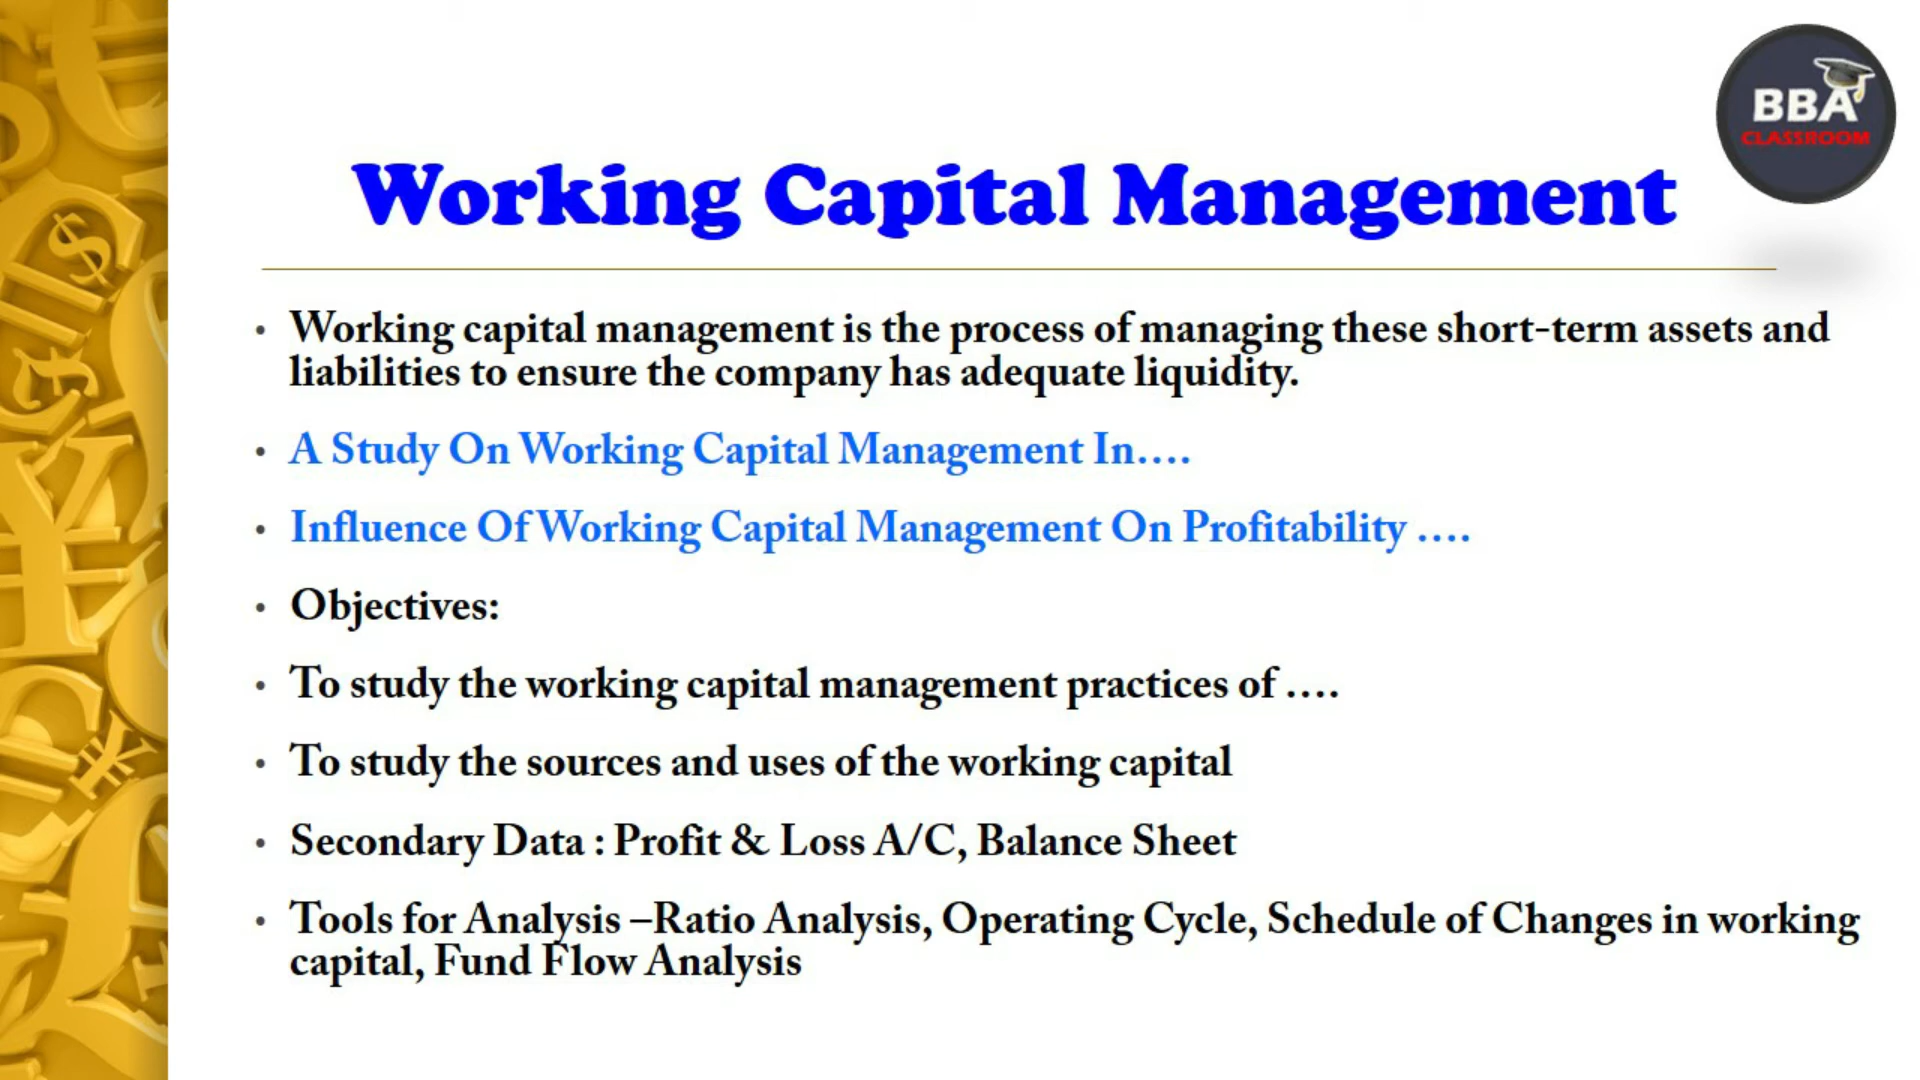 BBA
CLASSROOM
Working Capital Management
• Working capital management is the process of managing these short-term assets and
liabilities to ensure the company has adequate liquidity.
• A Study On Working Capital Management In....
• Influence Of Working Capital Management On Profitability ....
• Objectives:
• To study the working capital management practices of ....
• To study the sources and uses of the working capital
• Secondary Data : Profit & Loss A/C, Balance Sheet
• Tools for Analysis –Ratio Analysis, Operating Cycle, Schedule of Changes in working
capital, Fund Flow Analysis